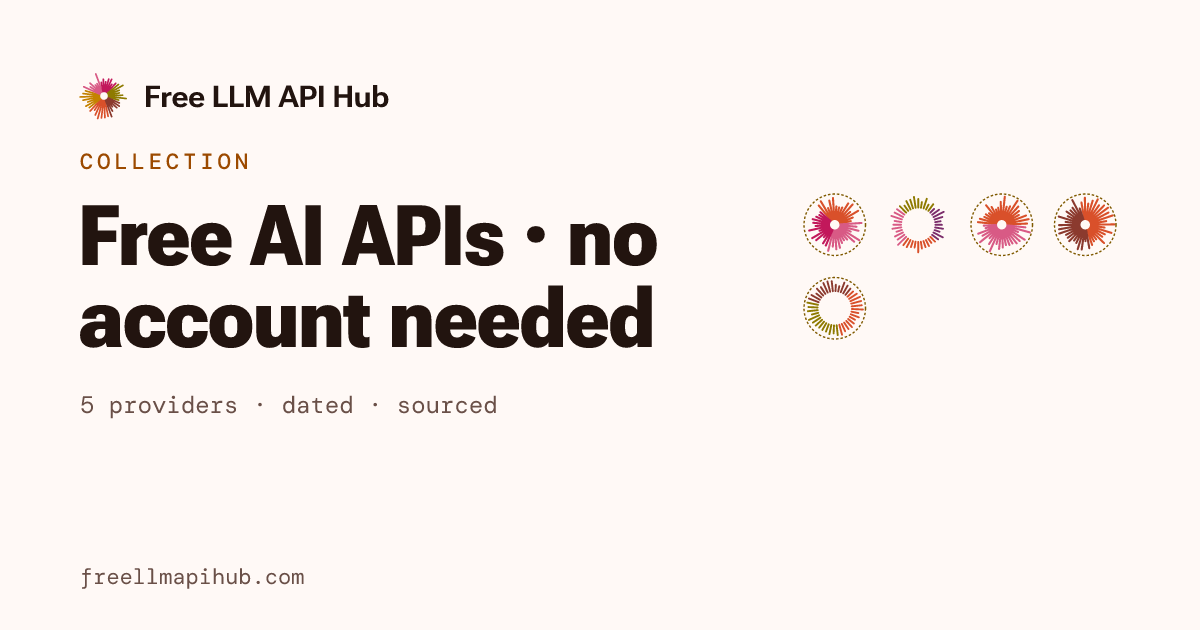 Free LLM API Hub
COLLECTION
Free AI APIs · no
account needed
5 providers · dated · sourced
freellmapihub.com